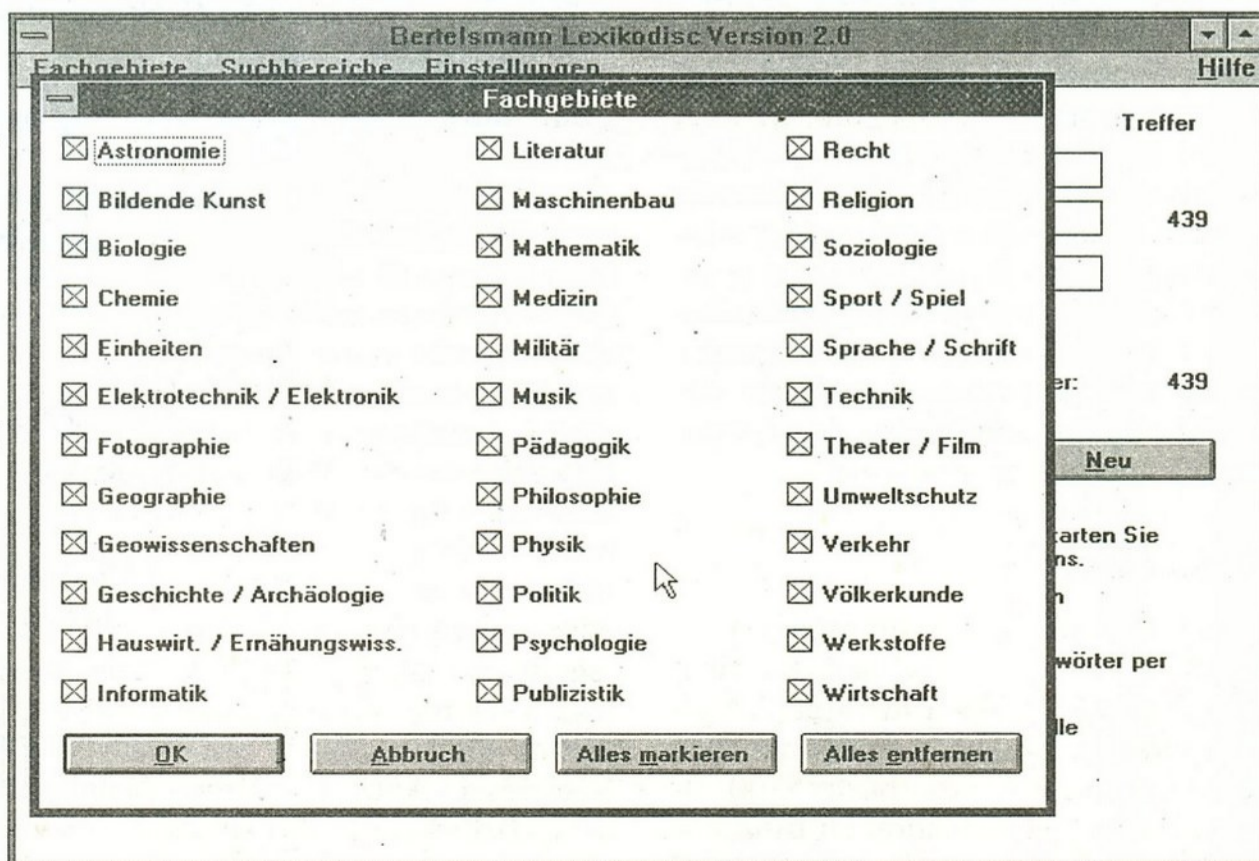 Bertelsmann Lexikodisc Version 2.0
Fachgebiete Suchbereiche Einstellungen Hilfe
Fachgebiete
Treffer
Astronomie Literatur Recht
Bildende Kunst Maschinenbau Religion
439
Biologie Mathematik Soziologie
Chemie Medizin Sport / Spiel
Einheiten Militär Sprache / Schrift
Elektrotechnik / Elektronik Musik Technik
er: 439
Fotographie Pädagogik Theater / Film
Neu
Geographie Philosophie Umweltschutz
Geowissenschaften Physik Verkehr
arten Sie
ns.
Geschichte / Archäologie Politik Völkerkunde
n
Hauswirt. / Ernährungswiss. Psychologie Werkstoffe
wörter per
Informatik Publizistik Wirtschaft
lle
OK Abbruch Alles markieren Alles entfernen